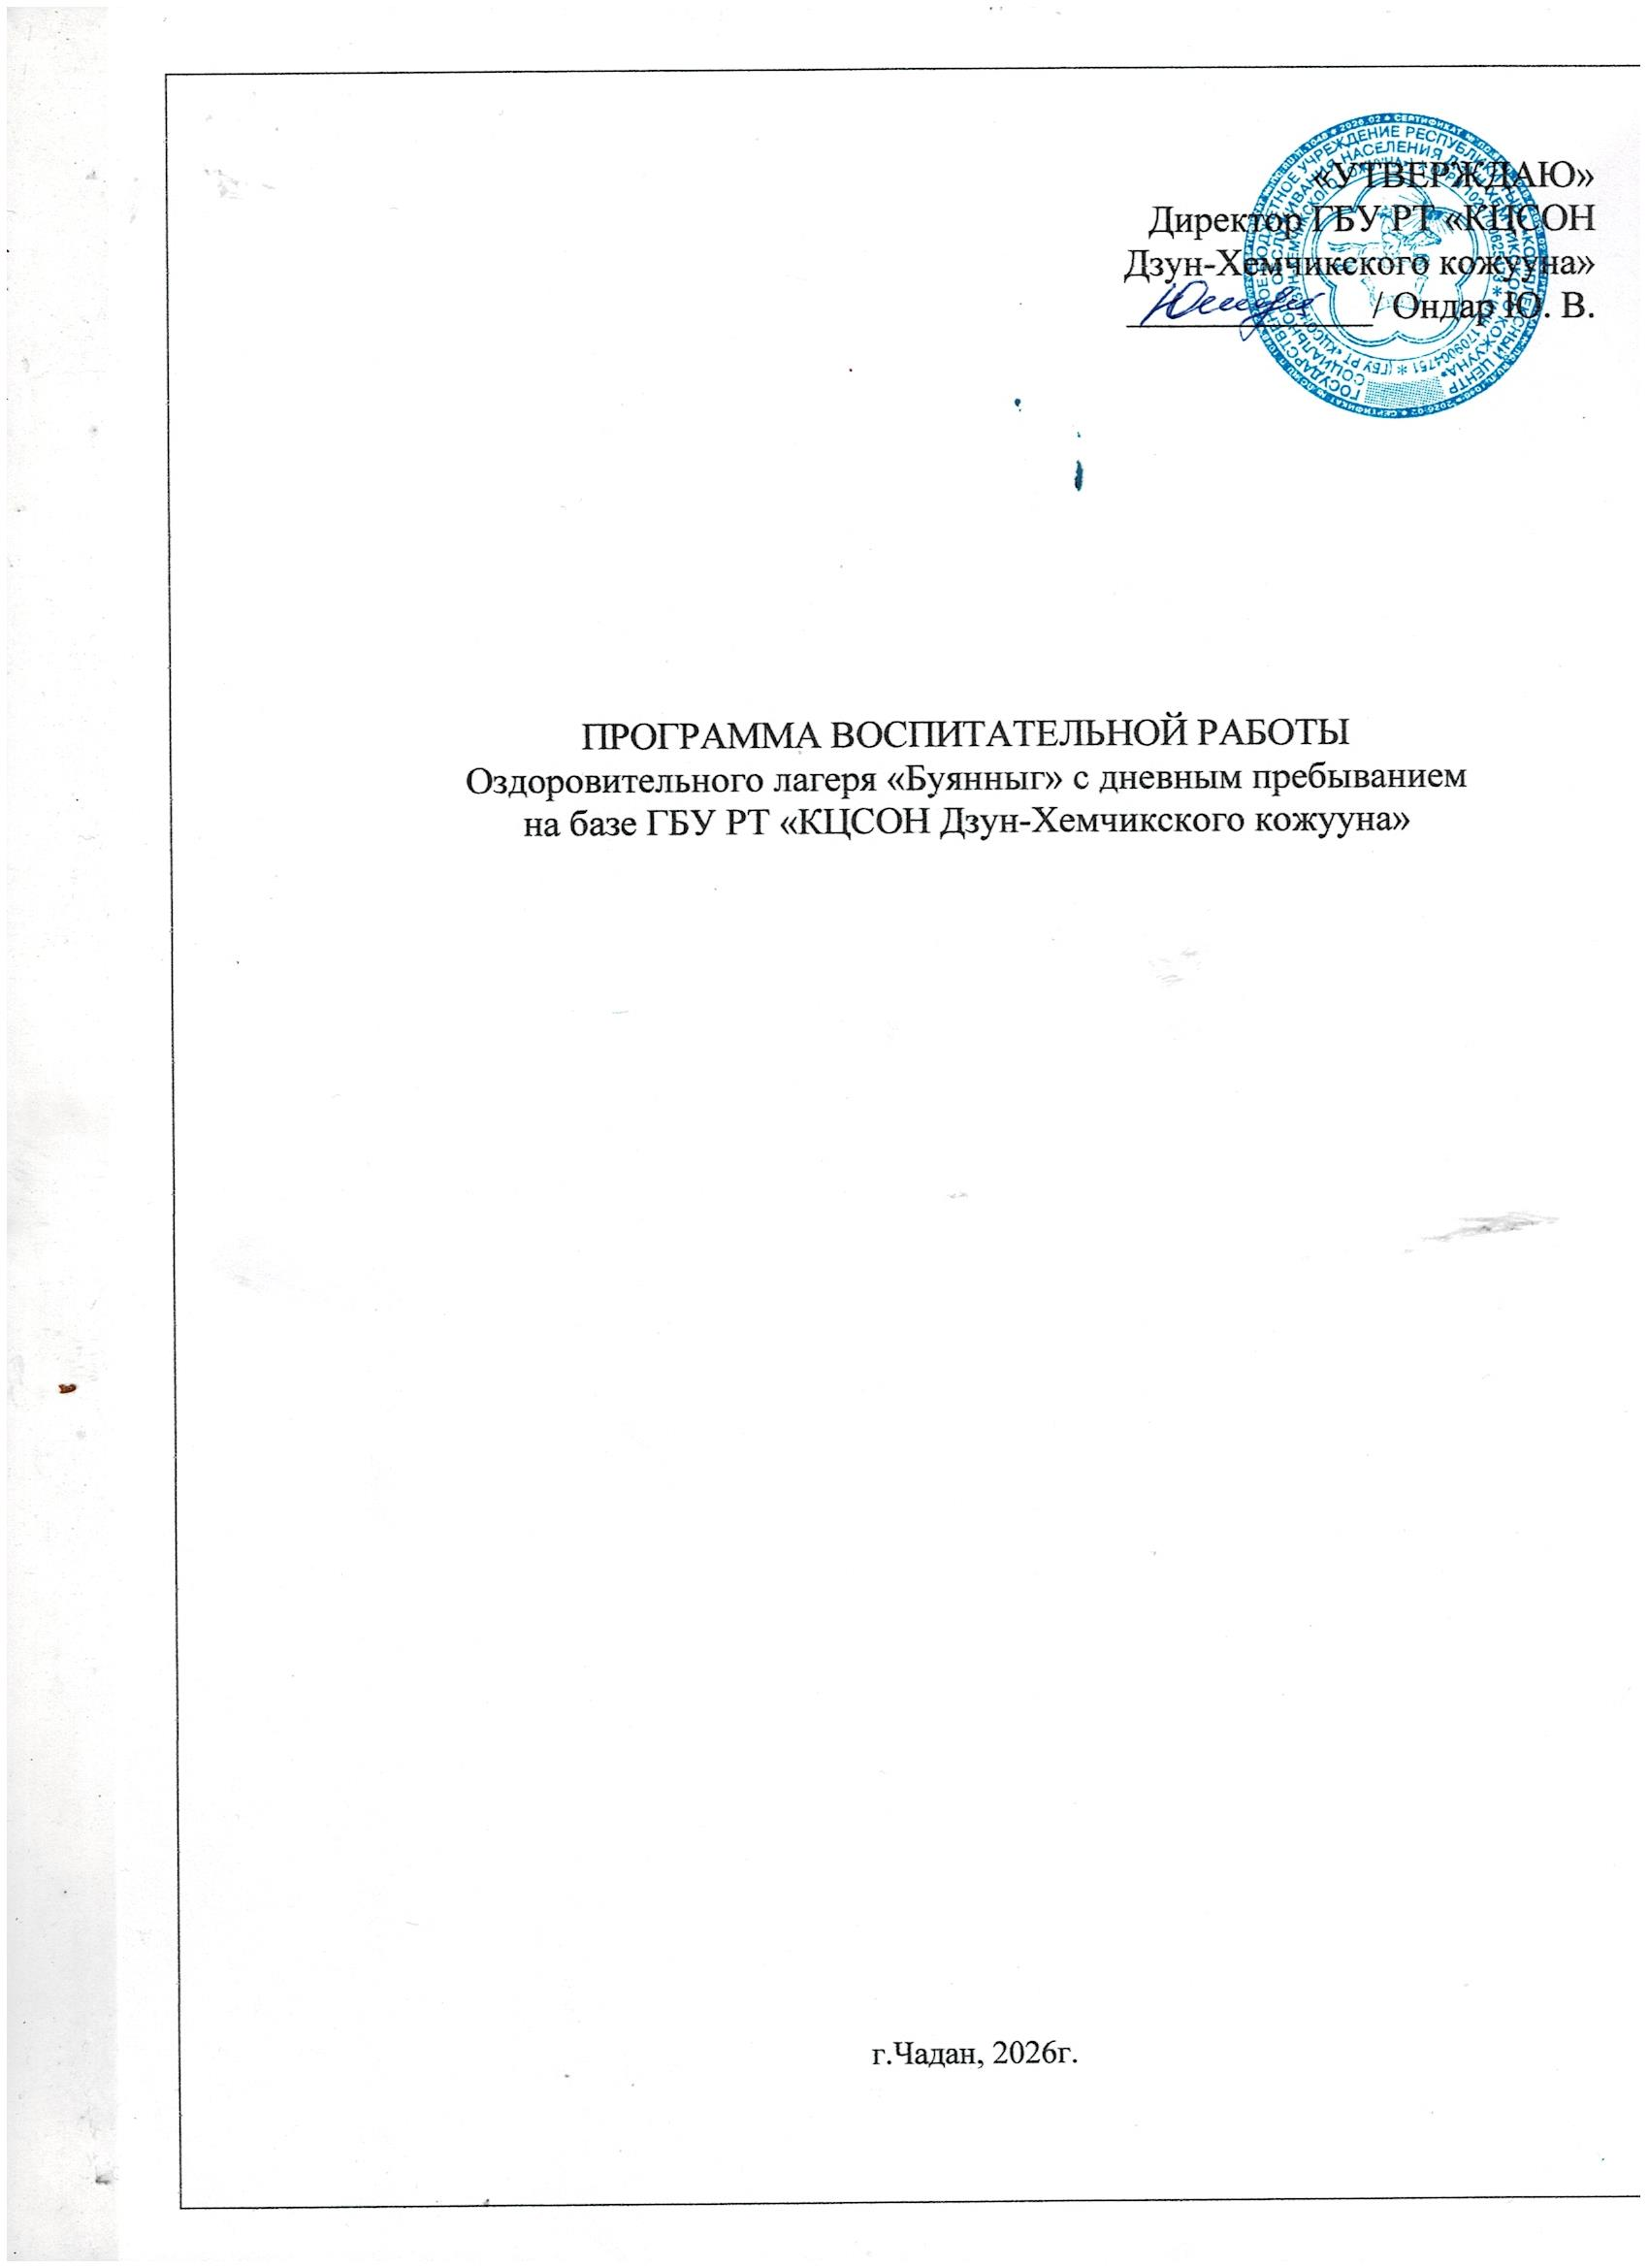 «УТВЕРЖДАЮ»
Директор ГБУ РТ «КЦСОН
Дзун-Хемчикского кожууна»
/ Ондар Ю. В.
ПРОГРАММА ВОСПИТАТЕЛЬНОЙ РАБОТЫ
Оздоровительного лагеря «Буянныг» с дневным пребыванием
на базе ГБУ РТ «КЦСОН Дзун-Хемчикского кожууна»
г.Чадан, 2026г.